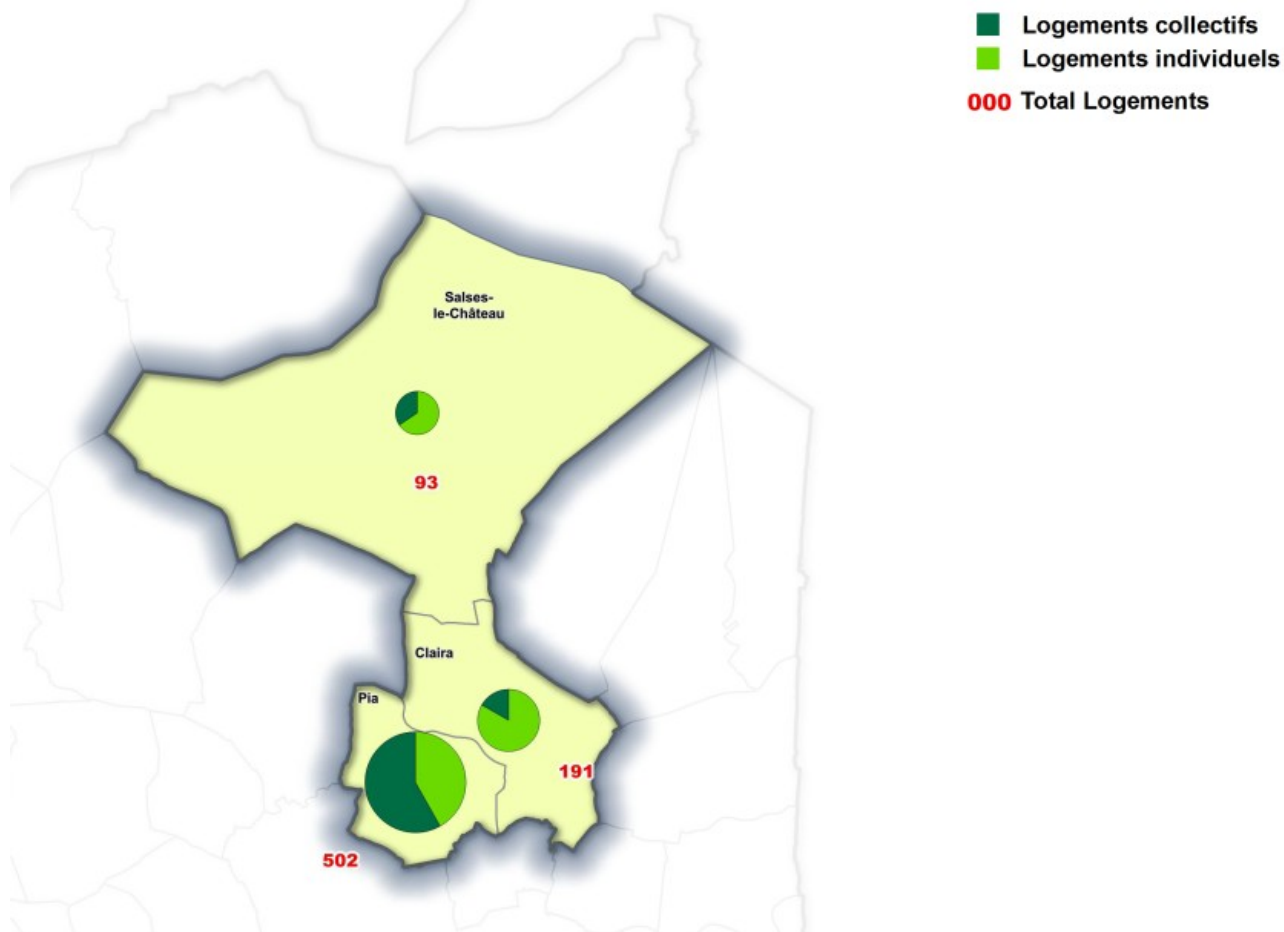 Logements collectifs
Logements individuels
000 Total Logements
Salses-
le-Château
93
Claira
Pia
191
502